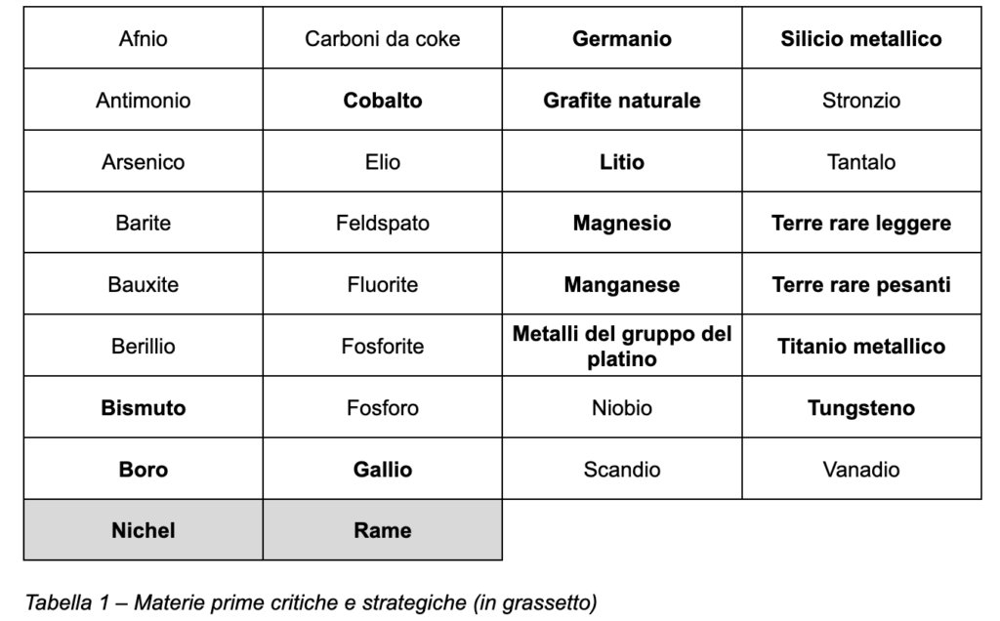 Afnio Carboni da coke Germanio Silicio metallico
Antimonio Cobalto Grafite naturale Stronzio
Arsenico Elio Litio Tantalo
Barite Feldspato Magnesio Terre rare leggere
Bauxite Fluorite Manganese Terre rare pesanti
Berillio Fosforite Metalli del gruppo del platino Titanio metallico
Bismuto Fosforo Niobio Tungsteno
Boro Gallio Scandio Vanadio
Nichel Rame
Tabella 1 – Materie prime critiche e strategiche (in grassetto)